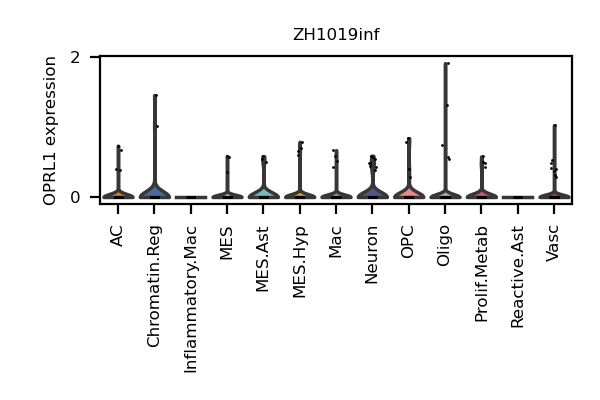 ZH1019inf
OPRL1 expression
2
0
AC
Chromatin.Reg
Inflammatory.Mac
MES
MES.Ast
MES.Hyp
Mac
Neuron
OPC
Oligo
Prolif.Metab
Reactive.Ast
Vasc